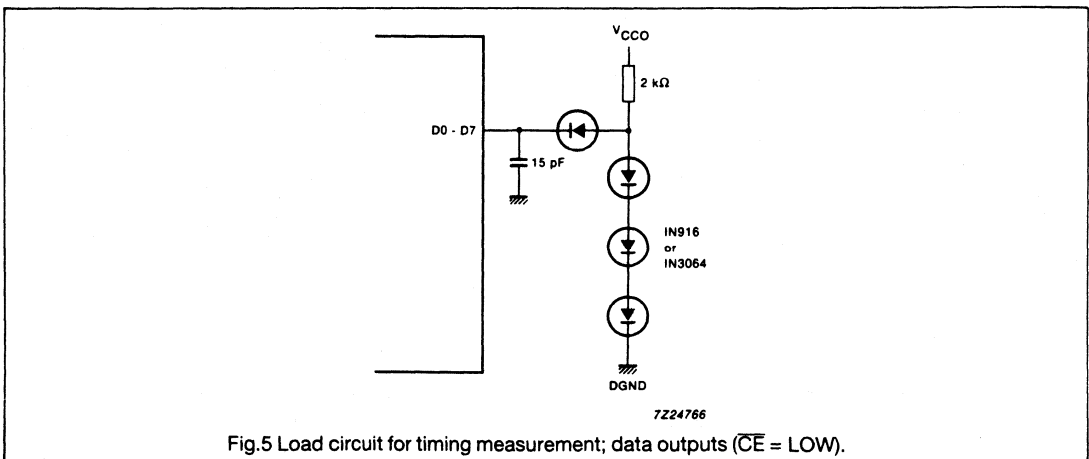 VCCO
2 kΩ
D0 - D7
15 pF
IN916
or
IN3064
DGND
7Z24766
Fig.5 Load circuit for timing measurement; data outputs (C̅E̅ = LOW).